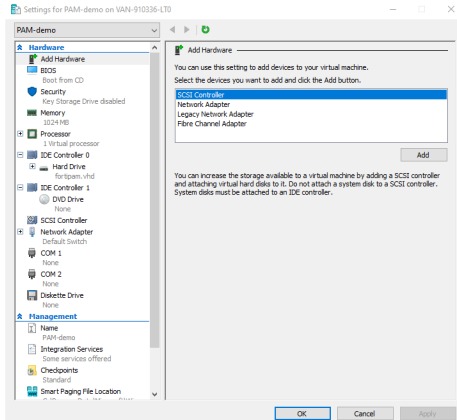 Settings for PAM-demo on VAN-910336-LT0
PAM-demo
Hardware
Add Hardware
BIOS
Boot from CD
Security
Key Storage Drive disabled
Memory
1024 MB
Processor
1 Virtual processor
IDE Controller 0
Hard Drive
fortipam.vhd
IDE Controller 1
DVD Drive
None
SCSI Controller
Network Adapter
Default Switch
COM 1
None
COM 2
None
Diskette Drive
None
Management
Name
PAM-demo
Integration Services
Some services offered
Checkpoints
Standard
Smart Paging File Location
Add Hardware
You can use this setting to add devices to your virtual machine.
Select the devices you want to add and click the Add button.
SCSI Controller
Network Adapter
Legacy Network Adapter
Fibre Channel Adapter
Add
You can increase the storage available to a virtual machine by adding a SCSI controller
and attaching virtual hard disks to it. Do not attach a system disk to a SCSI controller.
System disks must be attached to an IDE controller.
OK
Cancel
Apply